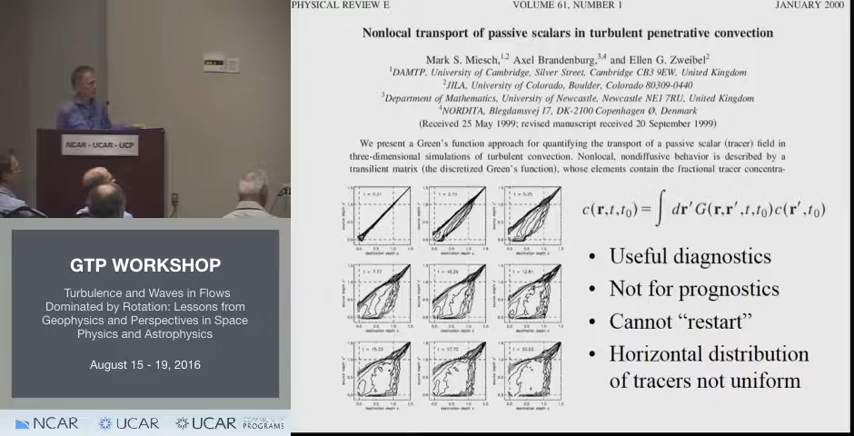 PHYSICAL REVIEW E
VOLUME 61, NUMBER 1
JANUARY 2000
Nonlocal transport of passive scalars in turbulent penetrative convection
Mark S. Miesch,1,2 Axel Brandenburg,3,4 and Ellen G. Zweibel2
1DAMTP, University of Cambridge, Silver Street, Cambridge CB3 9EW, United Kingdom
2JILA, University of Colorado, Boulder, Colorado 80309-0440
3Department of Mathematics, University of Newcastle, Newcastle NE1 7RU, United Kingdom
4NORDITA, Blegdamsvej 17, DK-2100 Copenhagen Ø, Denmark
(Received 25 May 1999; revised manuscript received 20 September 1999)
We present a Green's function approach for quantifying the transport of a passive scalar (tracer) field in
three-dimensional simulations of turbulent convection. Nonlocal, nondiffusive behavior is described by a
transilient matrix (the discretized Green's function), whose elements contain the fractional tracer concentra-
c(r,t,t0)=∫ dr′G(r,r′,t,t0)c(r′,t0)
• Useful diagnostics
• Not for prognostics
• Cannot “restart”
• Horizontal distribution
of tracers not uniform
NCAR - UCAR - UCP
GTP WORKSHOP
Turbulence and Waves in Flows
Dominated by Rotation: Lessons from
Geophysics and Perspectives in Space
Physics and Astrophysics
August 15 - 19, 2016
NCAR
UCAR
UCAR
PROGRAMS